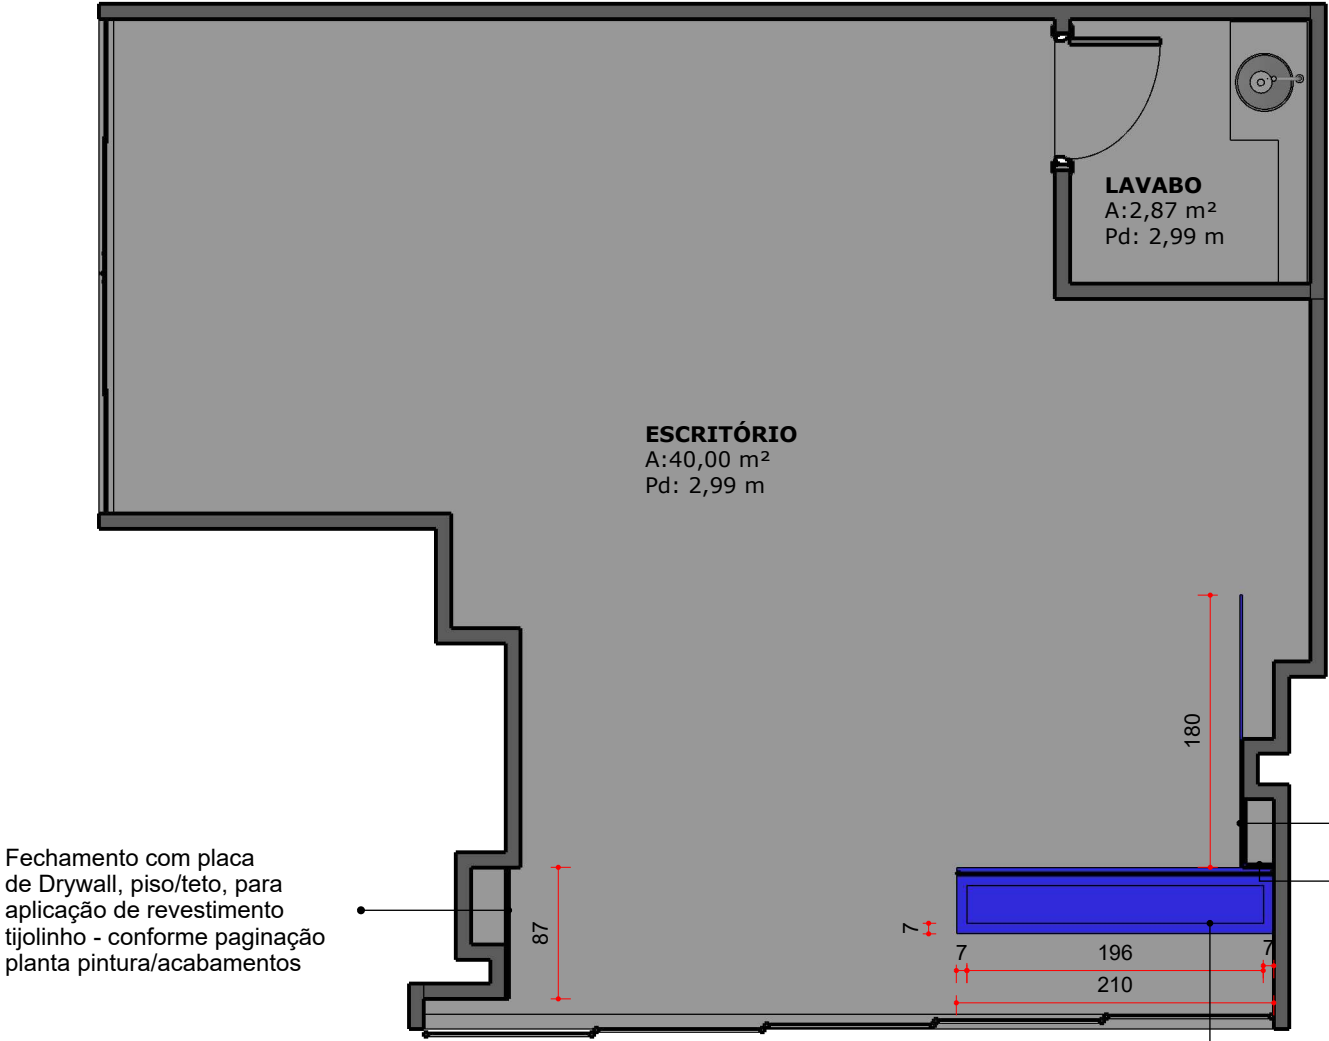 LAVABO
A:2,87 m²
Pd: 2,99 m
ESCRITÓRIO
A:40,00 m²
Pd: 2,99 m
180
Fechamento com placa
de Drywall, piso/teto, para
aplicação de revestimento
tijolinho - conforme paginação
planta pintura/acabamentos
87
7
7
196
7
210